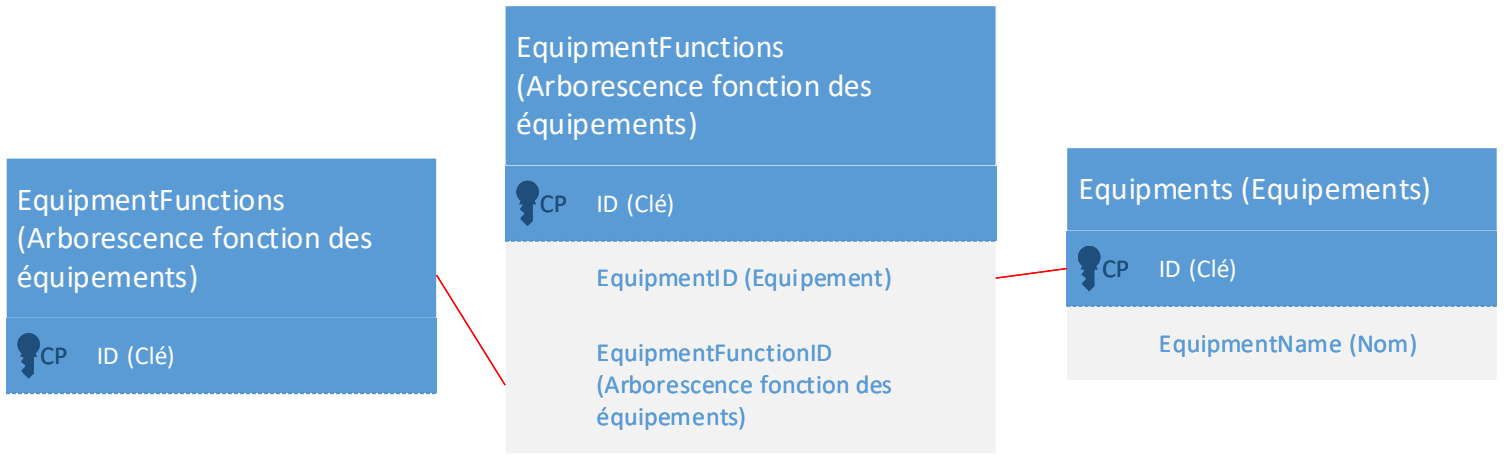 EquipmentFunctions
(Arborescence fonction des
équipements)
CP ID (Clé)
EquipmentFunctions
(Arborescence fonction des
équipements)
CP ID (Clé)
EquipmentID (Equipement)
EquipmentFunctionID
(Arborescence fonction des
équipements)
Equipments (Equipements)
CP ID (Clé)
EquipmentName (Nom)